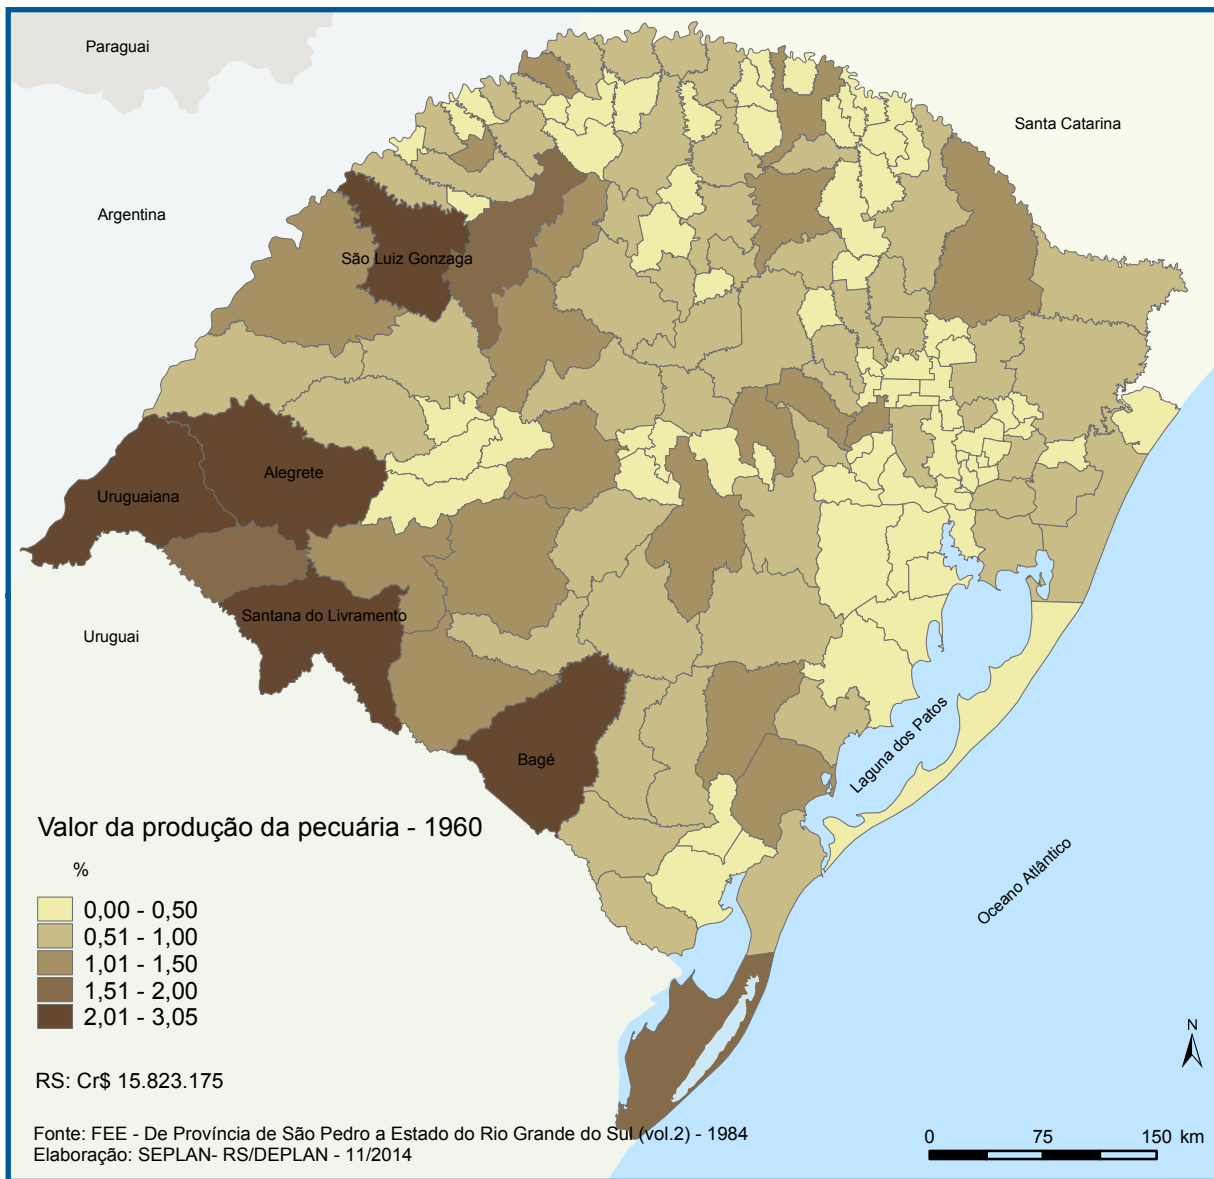 Paraguai
Santa Catarina
Argentina
São Luiz Gonzaga
Alegrete
Uruguaiana
Santana do Livramento
Uruguai
Bagé
Laguna dos Patos
Oceano Atlântico
Valor da produção da pecuária - 1960
%
0,00 - 0,50
0,51 - 1,00
1,01 - 1,50
1,51 - 2,00
2,01 - 3,05
N
RS: Cr$ 15.823.175
Fonte: FEE - De Província de São Pedro a Estado do Rio Grande do Sul (vol.2) - 1984
Elaboração: SEPLAN- RS/DEPLAN - 11/2014
0 75 150 km